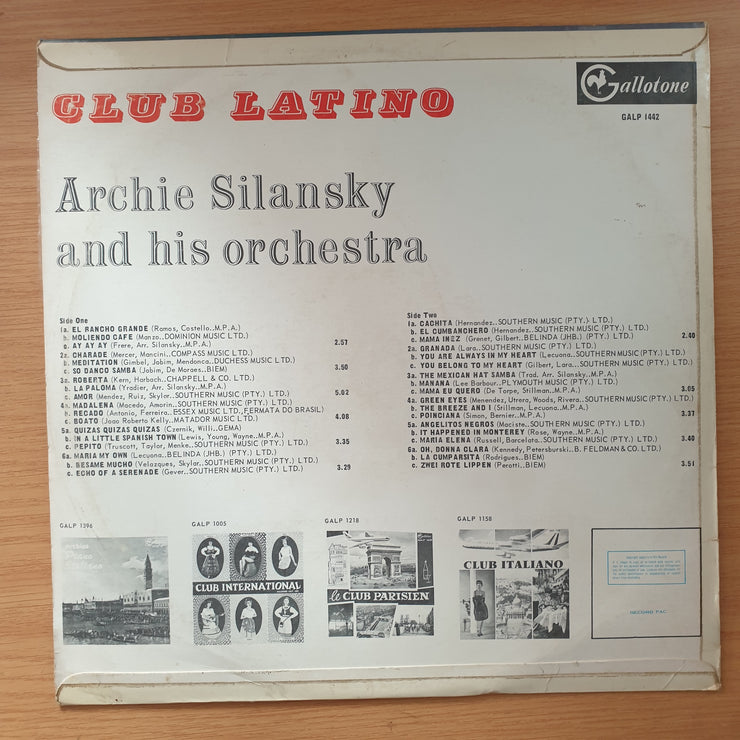 CLUB LATINO
Gallotone
GALP 1442
Archie Silansky
and his orchestra
Side One
1a. EL RANCHO GRANDE (Ramos, Costello..M.P.A.)
b. MOLIENDO CAFE (Manzo..DOMINION MUSIC LTD.)
c. AY AY AY (Frere, Arr. Silansky..M.P.A.) 2.57
2a. CHARADE (Mercer, Mancini..COMPASS MUSIC LTD.)
b. MEDITATION (Gimbel, Jobim, Mendonca..DUCHESS MUSIC LTD.)
c. SO DANCO SAMBA (Jobim, De Moraes..BIEM) 3.50
3a. ROBERTA (Kern, Harbach..CHAPPELL & CO. LTD.)
b. LA PALOMA (Yradier, Arr. Silansky..M.P.A.)
c. AMOR (Mendez, Ruiz, Skylar..SOUTHERN MUSIC (PTY.) LTD.) 5.02
4a. MADALENA (Macedo, Amorin..SOUTHERN MUSIC (PTY.) LTD.)
b. RECADO (Antonio, Ferreira..ESSEX MUSIC LTD.,FERMATA DO BRASIL)
c. BOATO (Joao Roberto Kelly..MATADOR MUSIC LTD.) 4.08
5a. QUIZAS QUIZAS QUIZAS (Czernik, Willi..GEMA)
b. IN A LITTLE SPANISH TOWN (Lewis, Young, Wayne..M.P.A.)
c. PEPITO (Truscott, Taylor, Menke..SOUTHERN MUSIC (PTY.) LTD.) 3.35
6a. MARIA MY OWN (Lecuona..BELINDA (JHB.) (PTY.) LTD.)
b. BESAME MUCHO (Velazques, Skylar..SOUTHERN MUSIC (PTY.) LTD.)
c. ECHO OF A SERENADE (Gever..SOUTHERN MUSIC (PTY.) LTD.) 3.29
Side Two
1a. CACHITA (Hernandez..SOUTHERN MUSIC (PTY.) LTD.)
b. EL CUMBANCHERO (Hernandez..SOUTHERN MUSIC (PTY.) LTD.)
c. MAMA INEZ (Grenet, Gilbert..BELINDA (JHB.) (PTY.) LTD.) 2.40
2a. GRANADA (Lara..SOUTHERN MUSIC (PTY.) LTD.)
b. YOU ARE ALWAYS IN MY HEART (Lecuona..SOUTHERN MUSIC (PTY.) LTD.)
c. YOU BELONG TO MY HEART (Gilbert, Lara..SOUTHERN MUSIC (PTY.) LTD.)
3a. THE MEXICAN HAT SAMBA (Trad. Arr. Silansky..M.P.A.)
b. MANANA (Lee Barbour..PLYMOUTH MUSIC (PTY.) LTD.)
c. MAMA EU QUERO (De Torpe, Stillman..M.P.A.) 3.05
4a. GREEN EYES (Menendez, Utrero, Woods, Rivera..SOUTHERN MUSIC (PTY.) LTD.)
b. THE BREEZE AND I (Stillman, Lecuona..M.P.A.)
c. POINCIANA (Simon, Bernier..M.P.A.) 3.37
5a. ANGELITOS NEGROS (Maciste..SOUTHERN MUSIC (PTY.) LTD.)
b. IT HAPPENED IN MONTEREY (Rose, Wayne..M.P.A.)
c. MARIA ELENA (Russell, Barcelata..SOUTHERN MUSIC (PTY.) LTD.) 3.40
6a. OH, DONNA CLARA (Kennedy, Petersburski..B. FELDMAN & CO. LTD.)
b. LA CUMPARSITA (Rodrigues..BIEM)
c. ZWEI ROTE LIPPEN (Perotti..BIEM) 3.51
GALP 1396
GALP 1005
GALP 1218
GALP 1158
CLUB INTERNATIONAL
le CLUB PARISIEN
CLUB ITALIANO
RECORD PAC